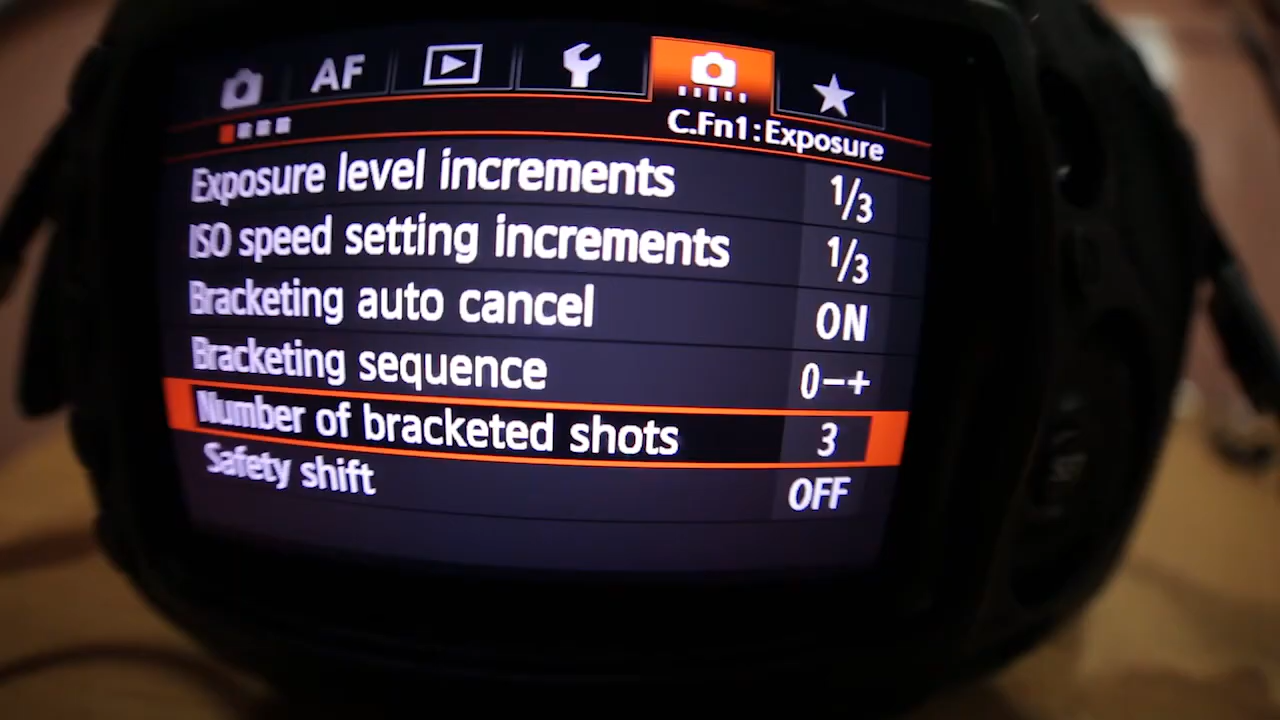 AF
C.Fn1:Exposure
Exposure level increments 1/3
ISO speed setting increments 1/3
Bracketing auto cancel ON
Bracketing sequence 0−+
Number of bracketed shots 3
Safety shift OFF